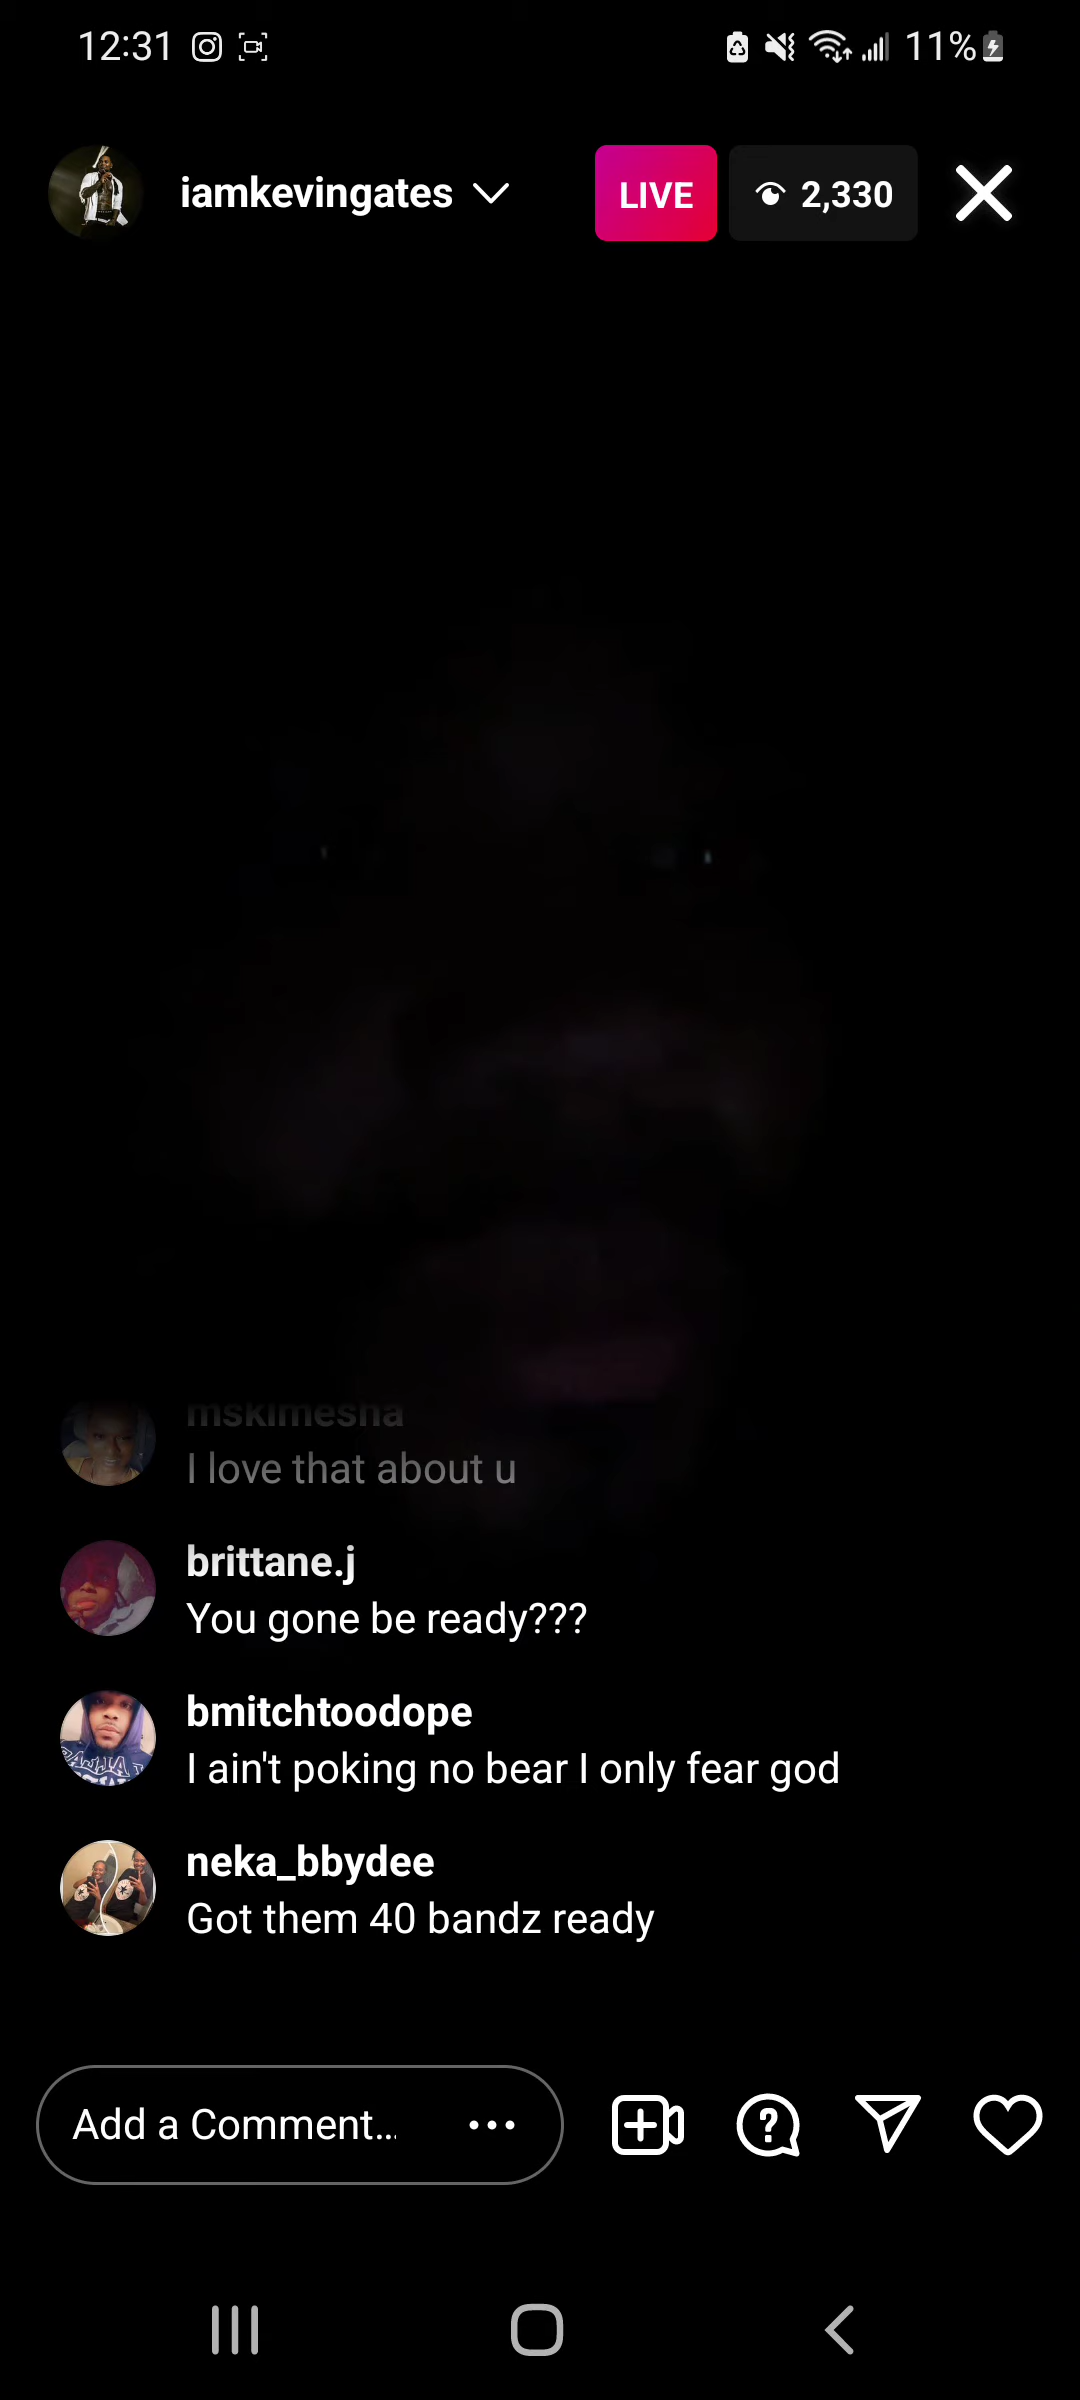 12:31 11%
iamkevingates LIVE 2,330
mskimesha
I love that about u
brittane.j
You gone be ready???
bmitchtoodope
I ain't poking no bear I only fear god
neka_bbydee
Got them 40 bandz ready
Add a Comment...